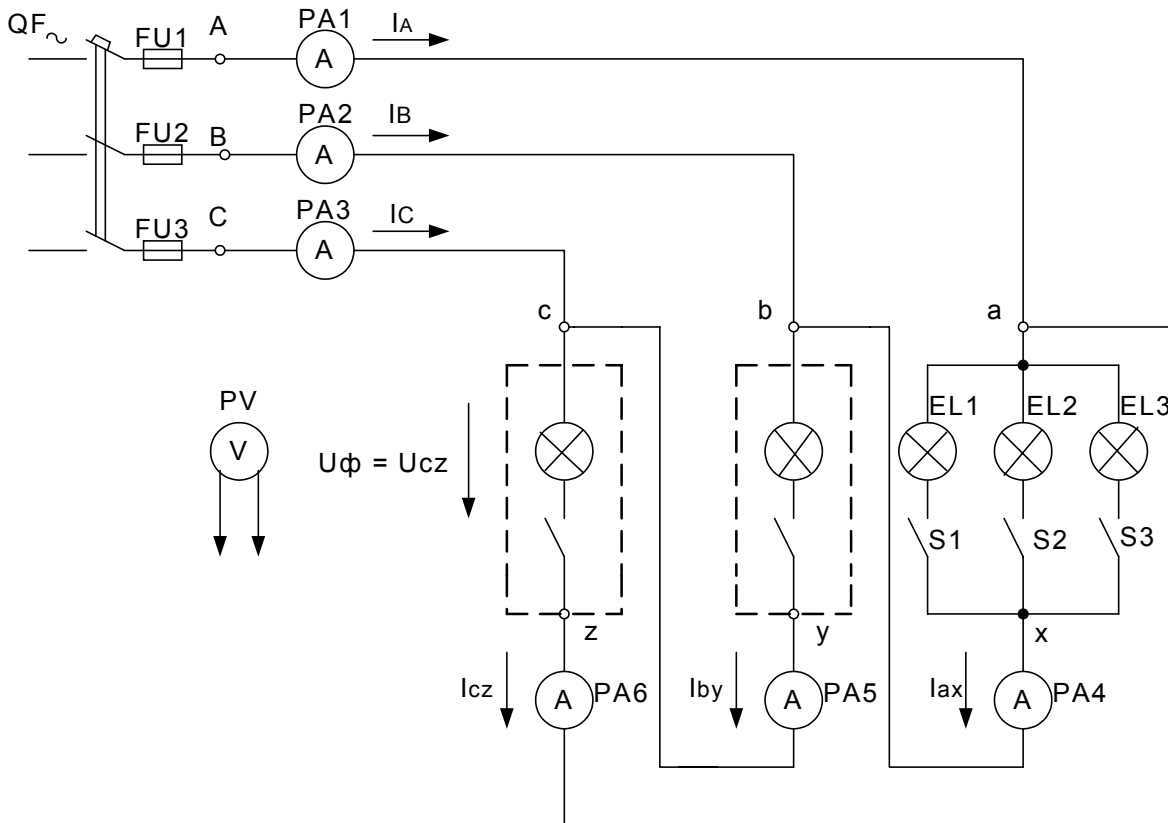 QF ~
FU1
A
PA1
A
IA
FU2
B
PA2
A
IB
FU3
C
PA3
A
IC
c
b
a
PV
V
Uф = Ucz
EL1
EL2
EL3
S1
S2
S3
z
y
x
Icz
A
PA6
Iby
A
PA5
Iax
A
PA4